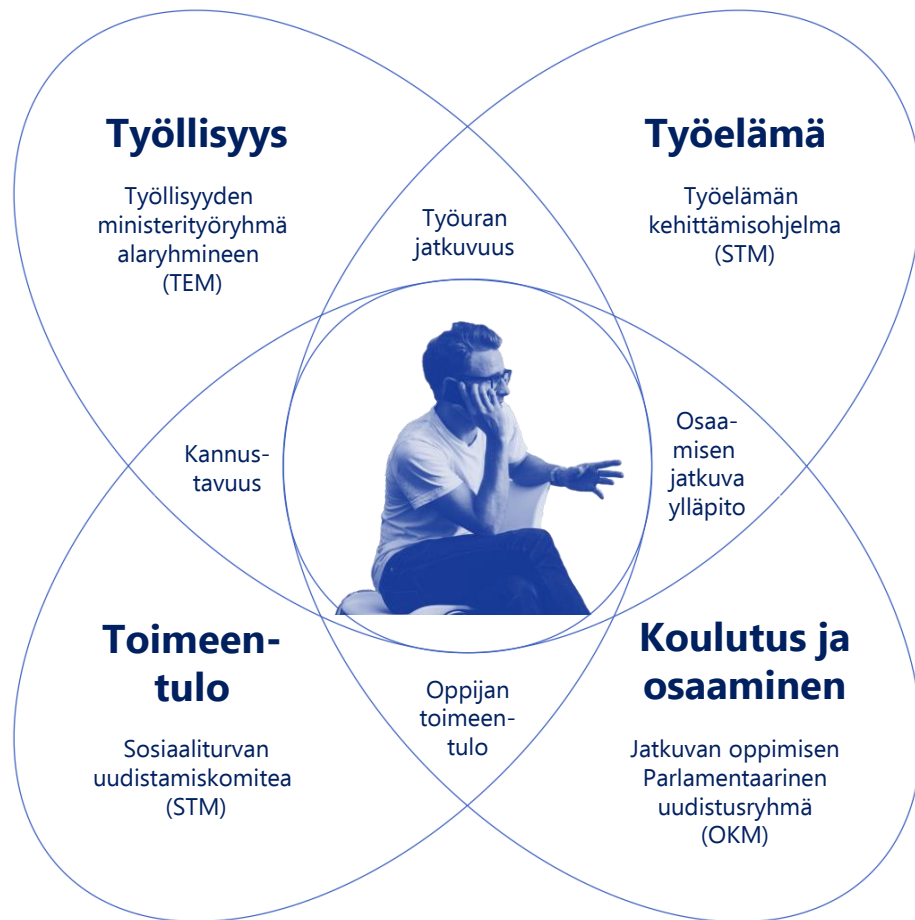 Työllisyys
Työllisyyden
ministerityöryhmä
alaryhmineen
(TEM)
Työelämä
Työelämän
kehittämisohjelma
(STM)
Työuran
jatkuvuus
Kannus-
tavuus
Osaa-
misen
jatkuva
ylläpito
Toimeen-
tulo
Sosiaaliturvan
uudistamiskomitea
(STM)
Oppijan
toimeen-
tulo
Koulutus ja
osaaminen
Jatkuvan oppimisen
Parlamentaarinen
uudistusryhmä
(OKM)